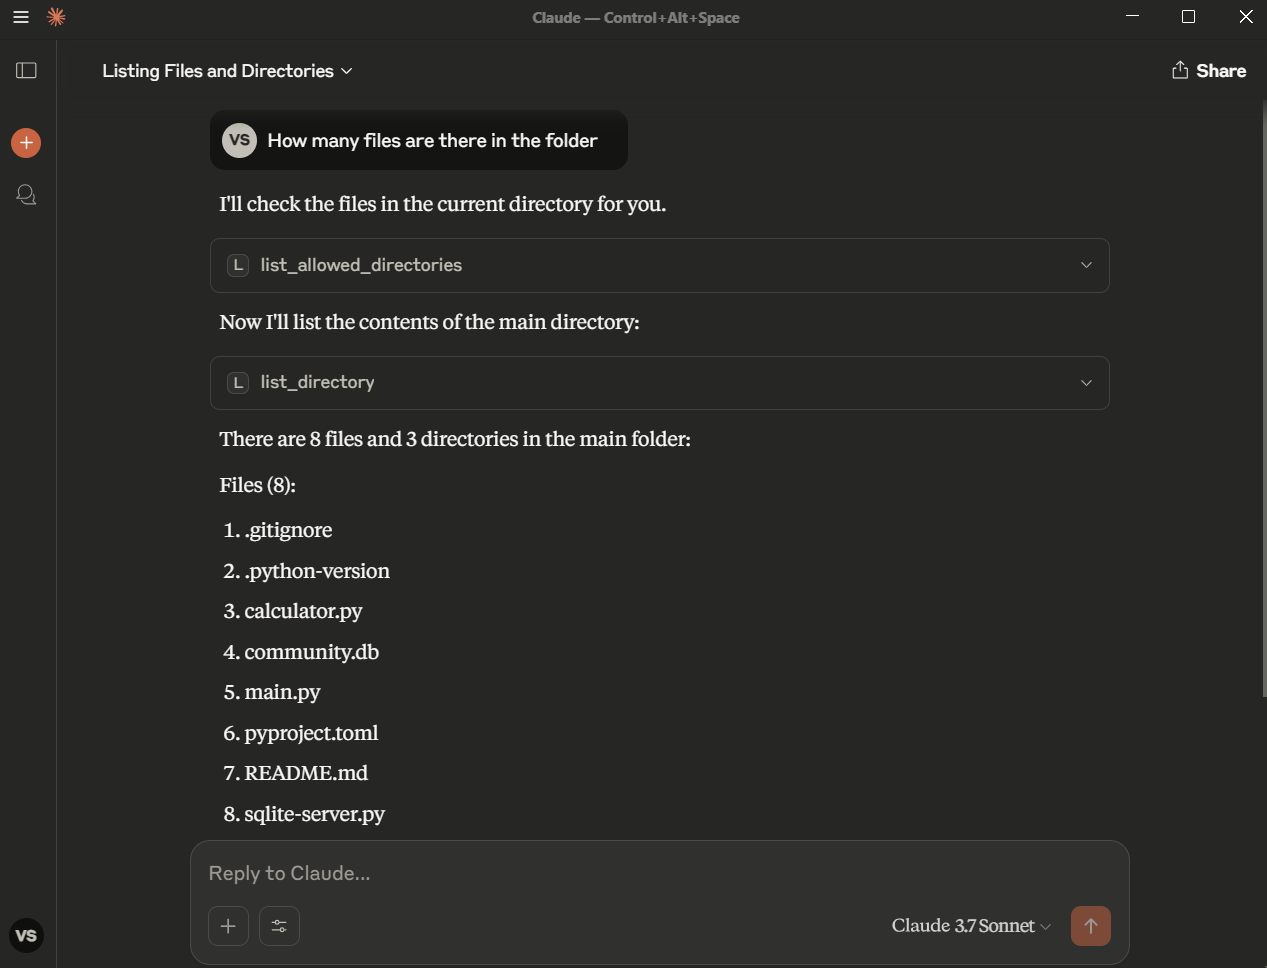 Claude — Control+Alt+Space
Listing Files and Directories
Share
VS How many files are there in the folder
I'll check the files in the current directory for you.
L list_allowed_directories
Now I'll list the contents of the main directory:
L list_directory
There are 8 files and 3 directories in the main folder:
Files (8):
1. .gitignore
2. .python-version
3. calculator.py
4. community.db
5. main.py
6. pyproject.toml
7. README.md
8. sqlite-server.py
Reply to Claude...
Claude 3.7 Sonnet
VS